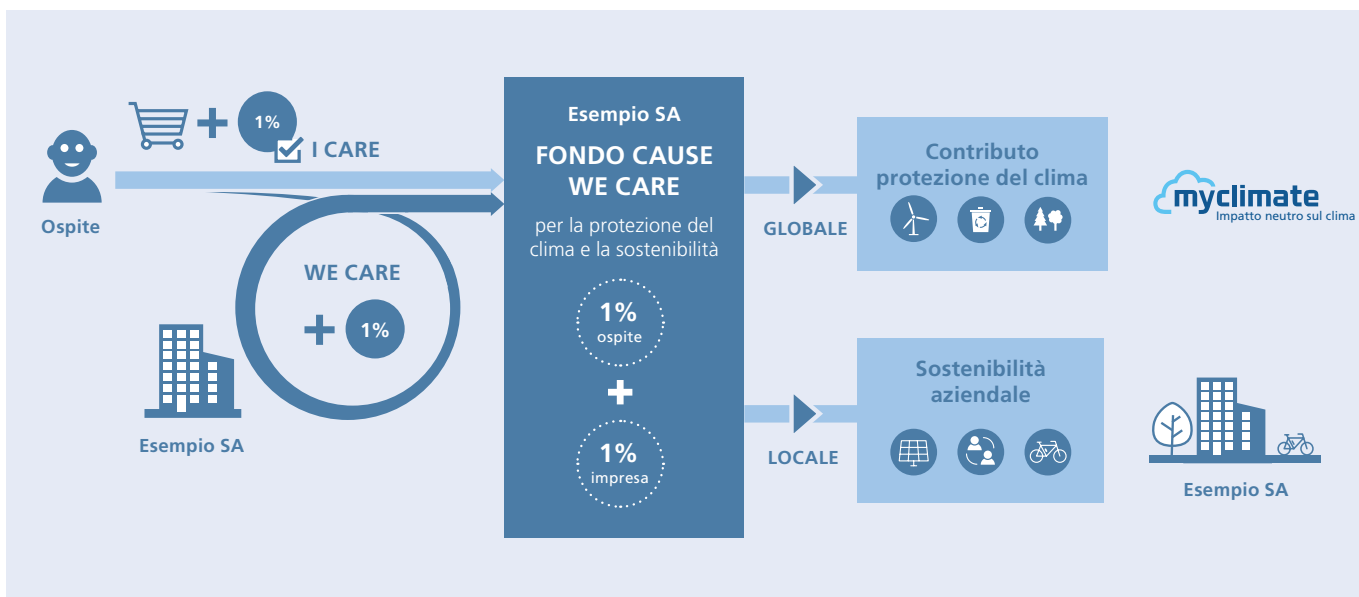 1%
I CARE
Ospite
WE CARE
1%
Esempio SA
Esempio SA
FONDO CAUSE
WE CARE
per la protezione del
clima e la sostenibilità
1%
ospite
1%
impresa
GLOBALE
LOCALE
Contributo
protezione del clima
Sostenibilità
aziendale
myclimate
Impatto neutro sul clima
Esempio SA